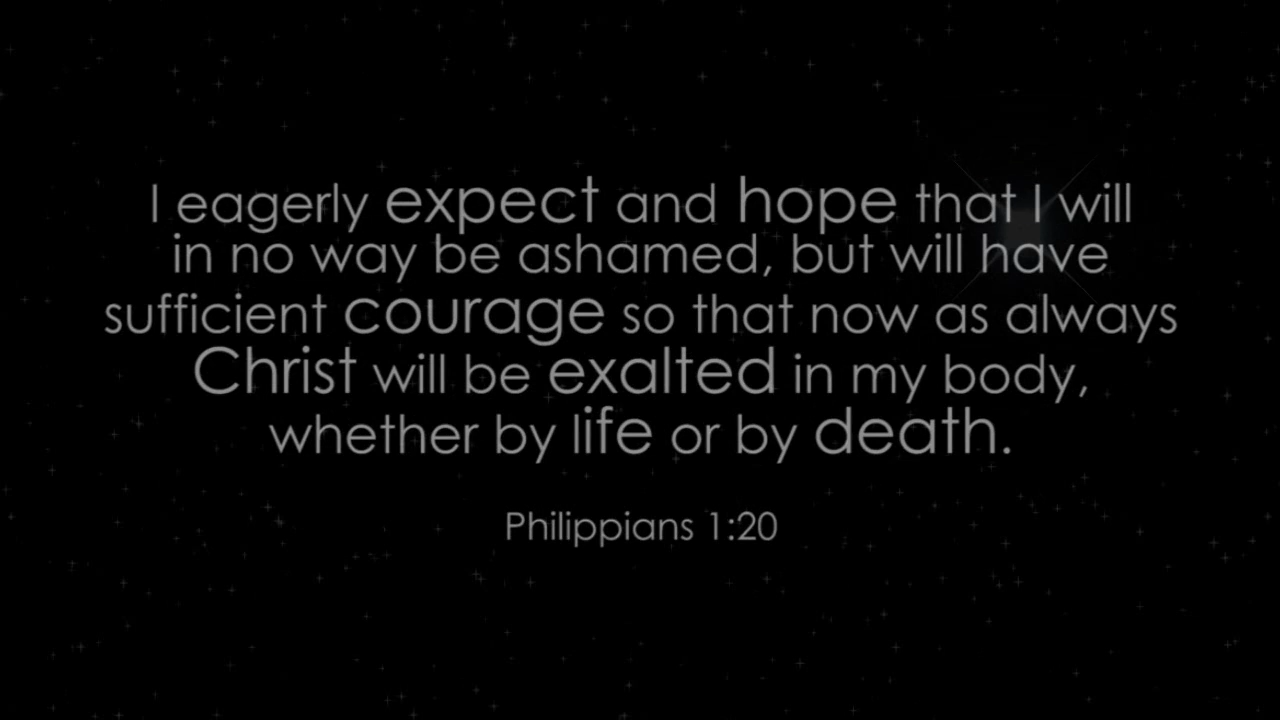 I eagerly expect and hope that I will
in no way be ashamed, but will have
sufficient courage so that now as always
Christ will be exalted in my body,
whether by life or by death.
Philippians 1:20